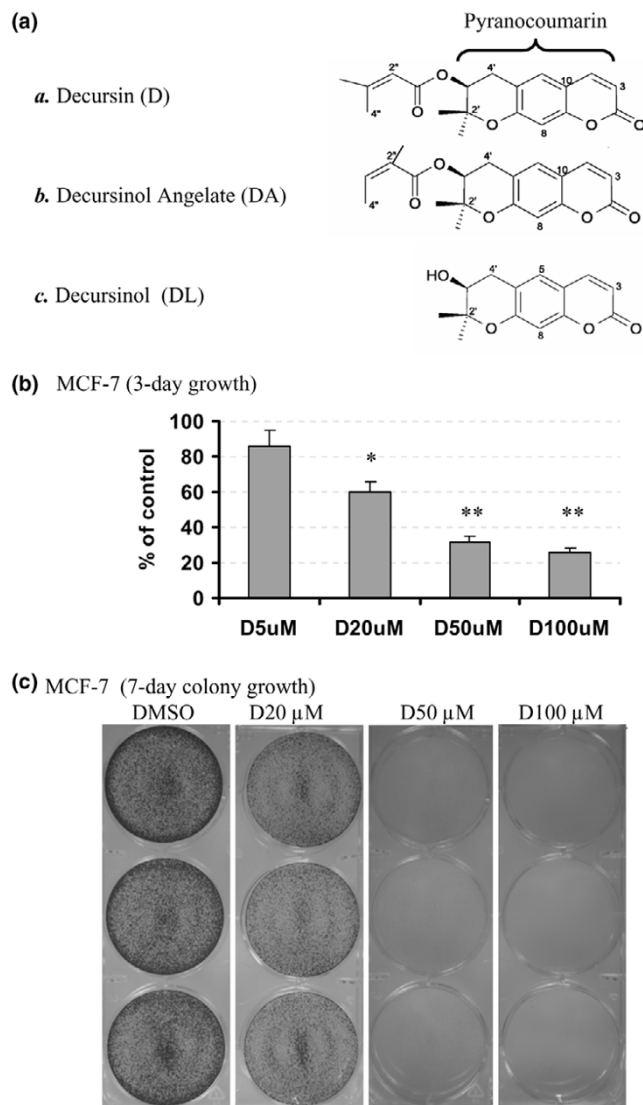 (a)
Pyranocoumarin
a. Decursin (D)
2"
4"
O
O
4'
2'
O
8
10
3
O
O
b. Decursinol Angelate (DA)
2"
4"
O
O
4'
2'
O
8
10
3
O
O
c. Decursinol (DL)
HO
4'
5
2'
O
8
3
O
O
(b) MCF-7 (3-day growth)
% of control
100
80
60
40
20
0
*
**
**
D5uM D20uM D50uM D100uM
(c) MCF-7 (7-day colony growth)
DMSO D20 µM D50 µM D100 µM